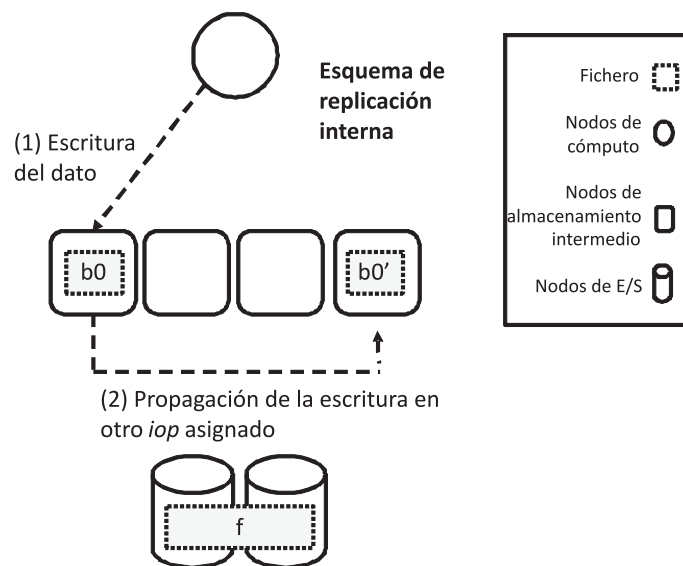 Esquema de
replicación
interna
(1) Escritura
del dato
b0
b0’
(2) Propagación de la escritura en
otro iop asignado
f
Fichero
Nodos de
cómputo
Nodos de
almacenamiento
intermedio
Nodos de E/S